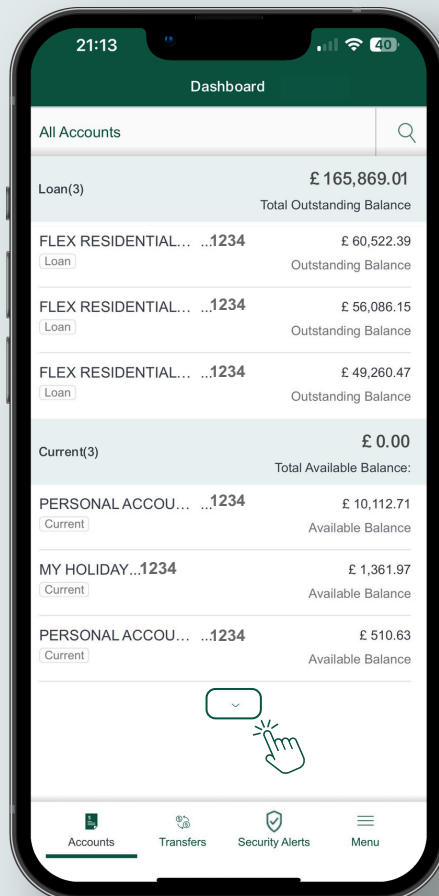 21:13
40
Dashboard
All Accounts
Loan(3)
£ 165,869.01
Total Outstanding Balance
FLEX RESIDENTIAL... ...1234
£ 60,522.39
Loan
Outstanding Balance
FLEX RESIDENTIAL... ...1234
£ 56,086.15
Loan
Outstanding Balance
FLEX RESIDENTIAL... ...1234
£ 49,260.47
Loan
Outstanding Balance
Current(3)
£ 0.00
Total Available Balance:
PERSONAL ACCOU... ...1234
£ 10,112.71
Current
Available Balance
MY HOLIDAY...1234
£ 1,361.97
Current
Available Balance
PERSONAL ACCOU... ...1234
£ 510.63
Current
Available Balance
Accounts
Transfers
Security Alerts
Menu